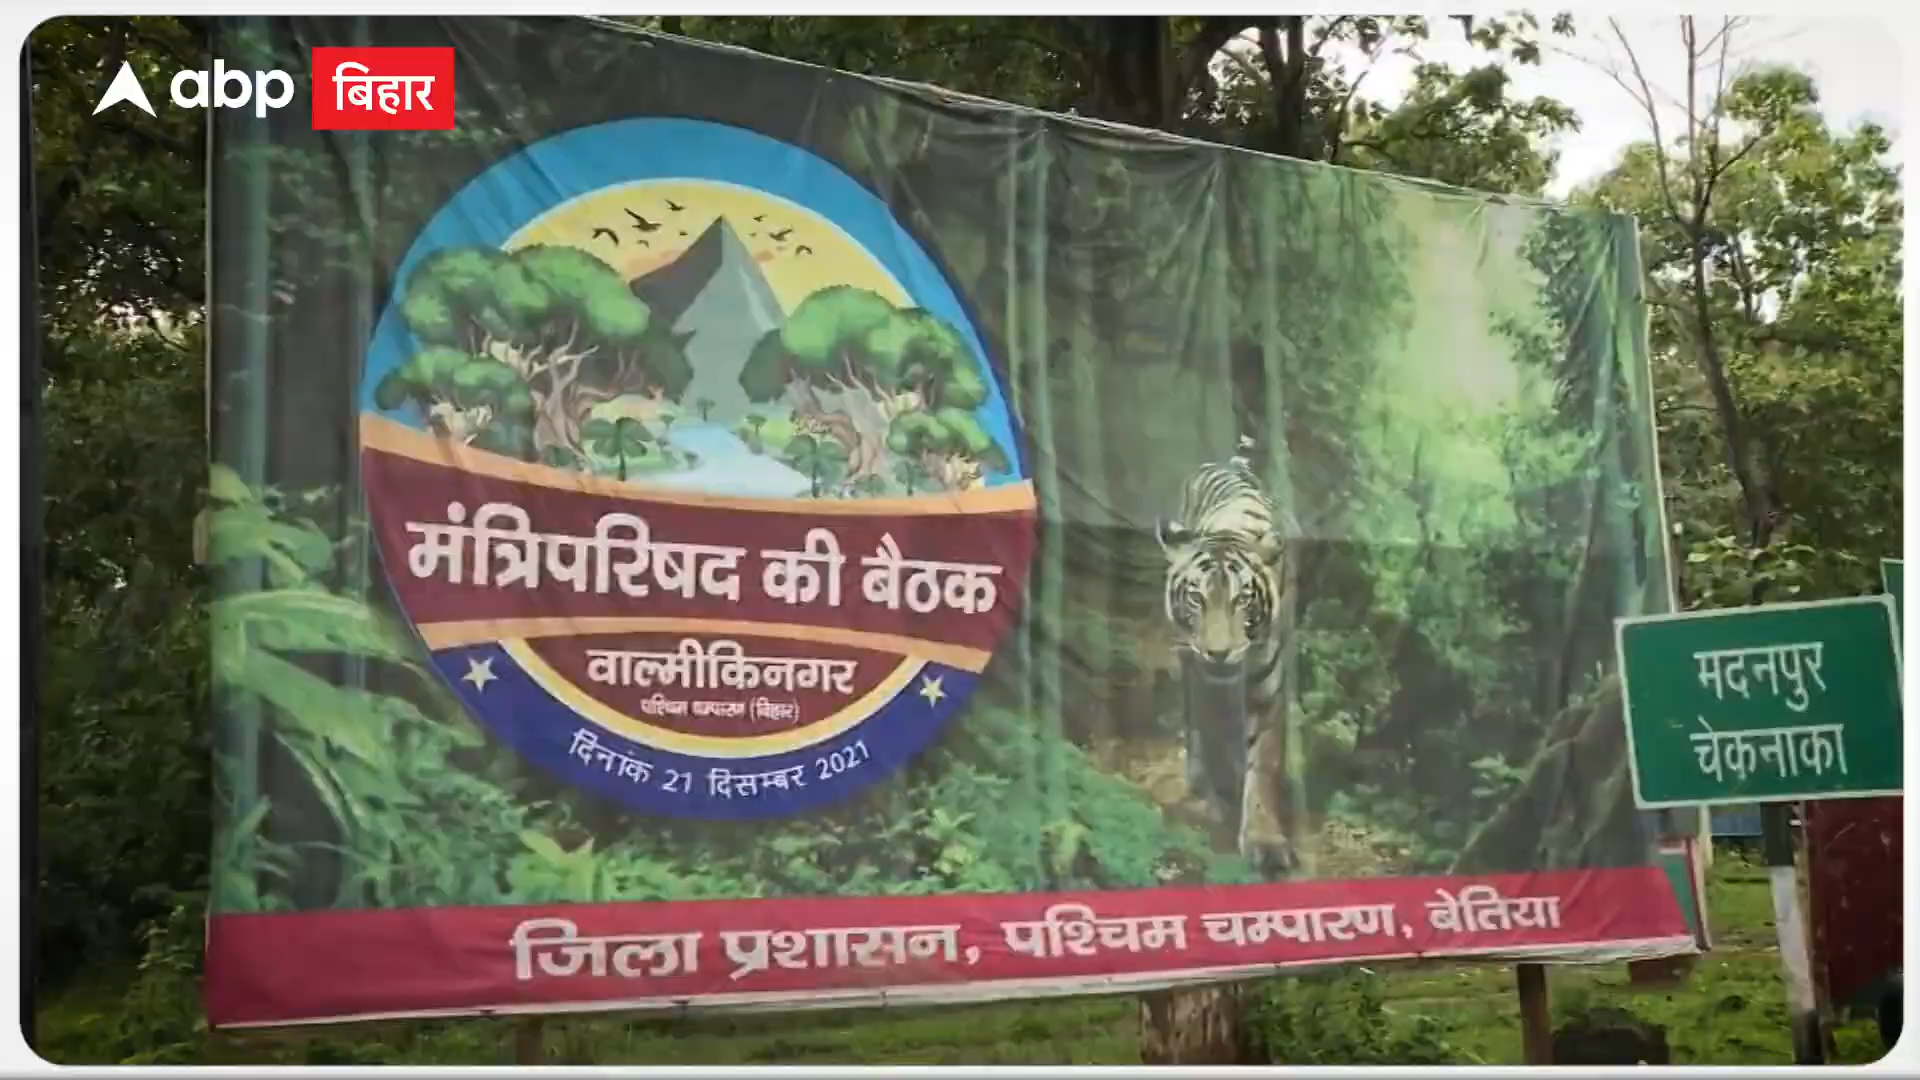 abp बिहार
मंत्रिपरिषद की बैठक
वाल्मीकिनगर
पश्चिम चम्पारण (बिहार)
दिनांक 21 दिसम्बर 2021
मदनपुर
चेकनाका
जिला प्रशासन, पश्चिम चम्पारण, बेतिया